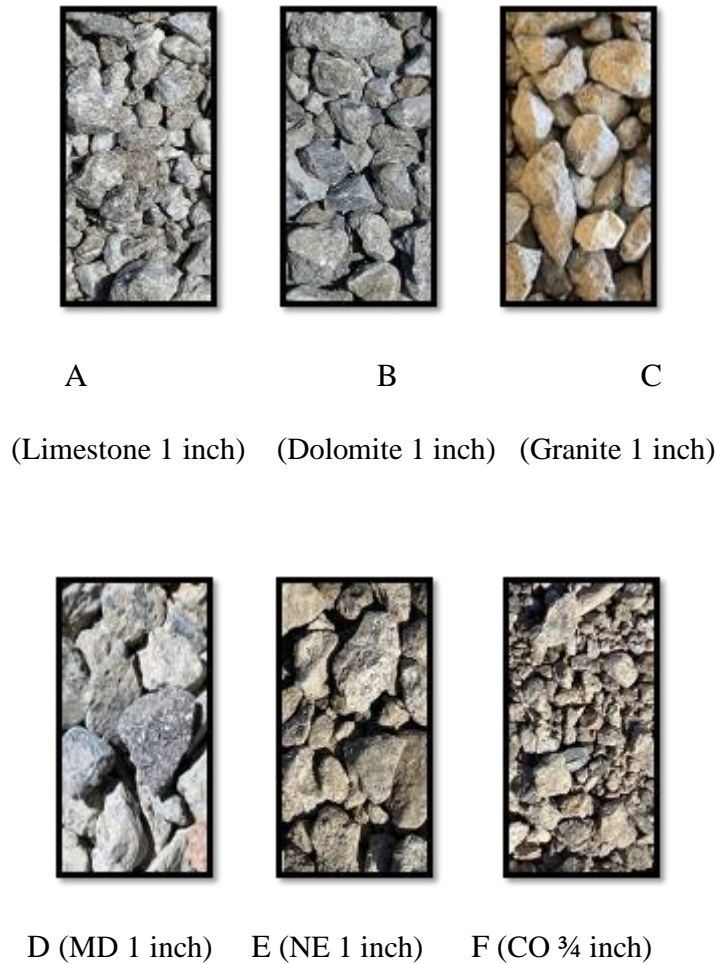 A B C
(Limestone 1 inch) (Dolomite 1 inch) (Granite 1 inch)
D (MD 1 inch) E (NE 1 inch) F (CO ¾ inch)